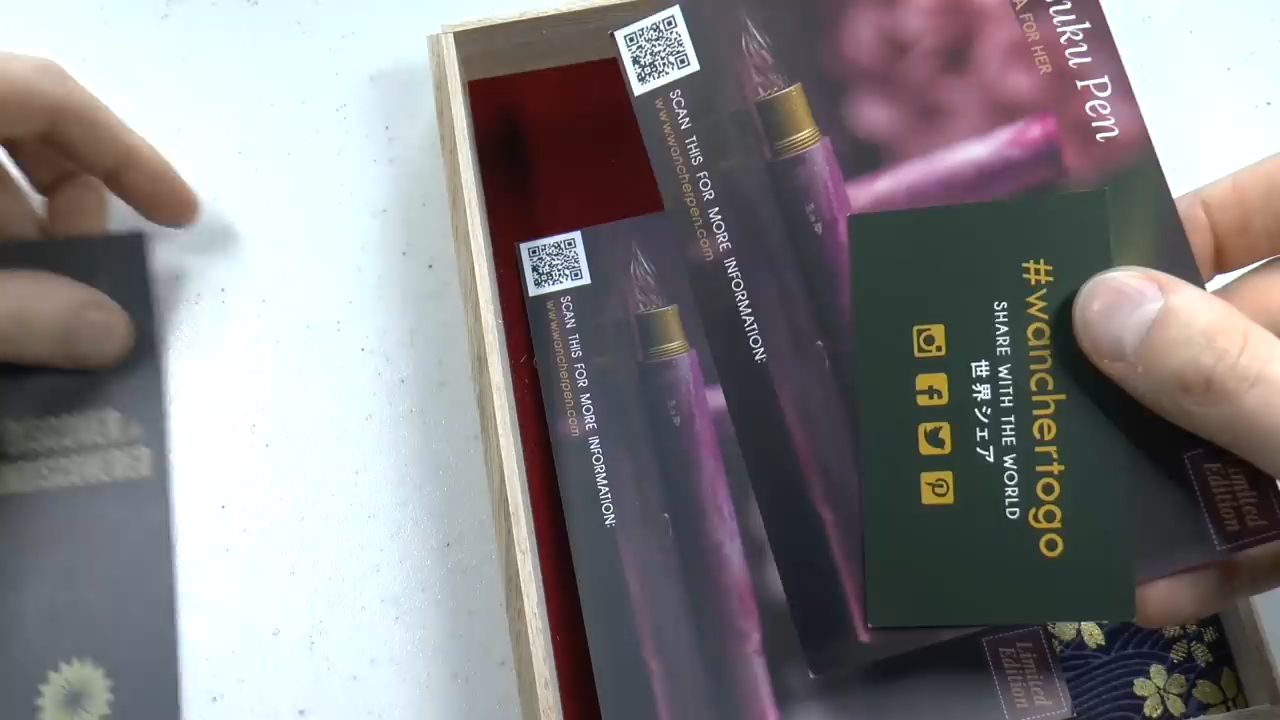 uku Pen
A FOR HER
SCAN THIS FOR MORE INFORMATION:
www.wancherpen.com
SCAN THIS FOR MORE INFORMATION:
www.wancherpen.com
#wanchertogo
SHARE WITH THE WORLD
世界シェア
Limited
Edition
Limited
Edition